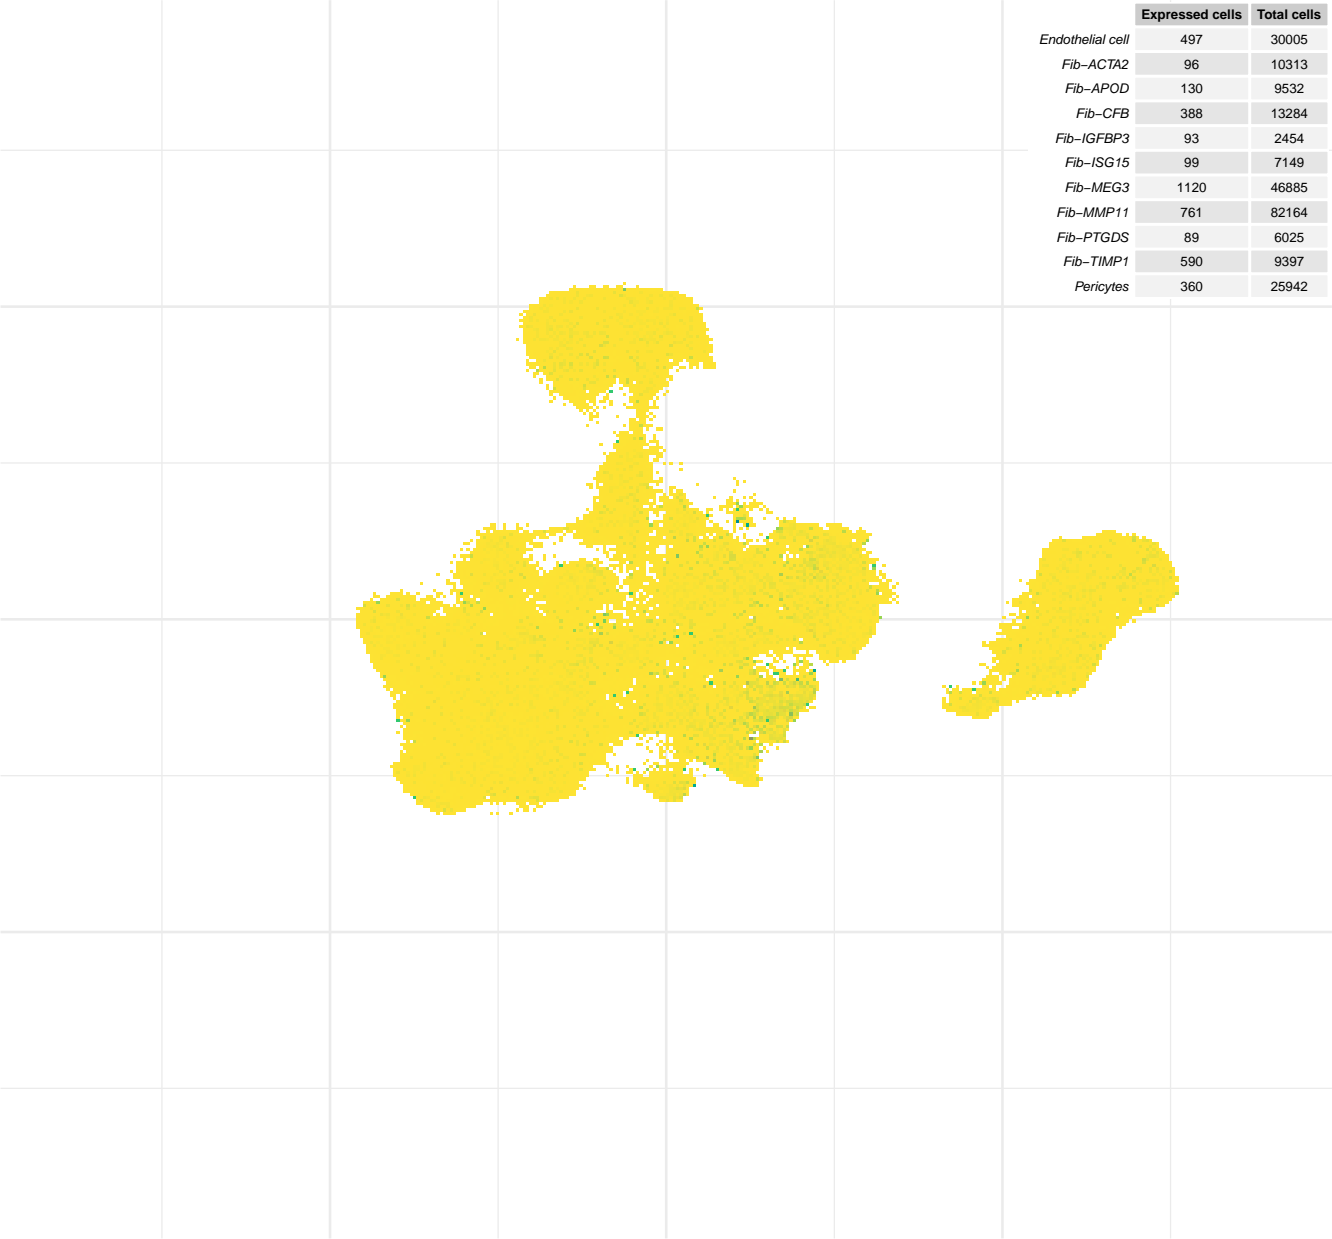 Expressed cells Total cells
Endothelial cell 497 30005
Fib−ACTA2 96 10313
Fib−APOD 130 9532
Fib−CFB 388 13284
Fib−IGFBP3 93 2454
Fib−ISG15 99 7149
Fib−MEG3 1120 46885
Fib−MMP11 761 82164
Fib−PTGDS 89 6025
Fib−TIMP1 590 9397
Pericytes 360 25942